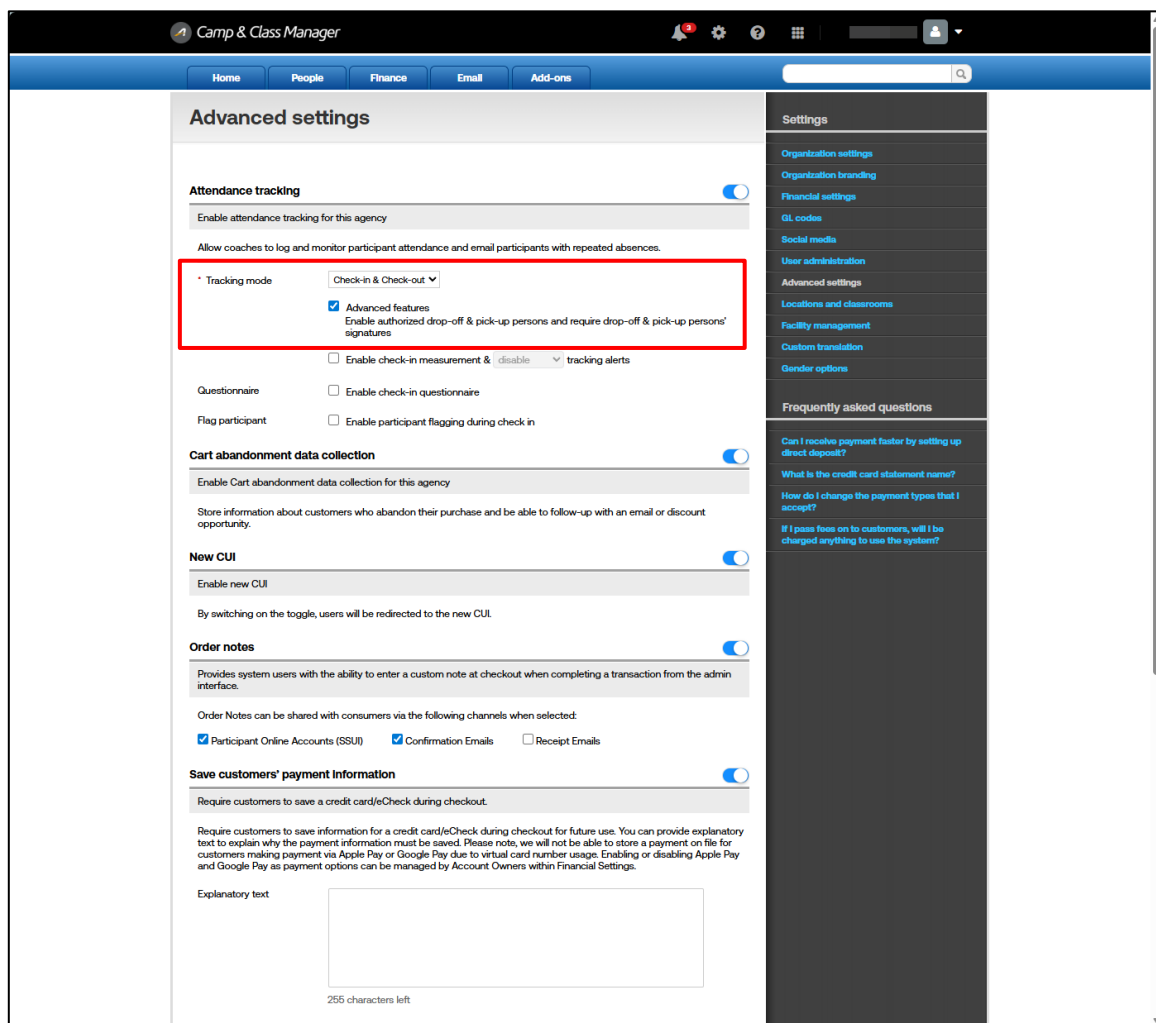 Camp & Class Manager
3
Home People Finance Email Add-ons
Advanced settings
Attendance tracking
Enable attendance tracking for this agency
Allow coaches to log and monitor participant attendance and email participants with repeated absences.
* Tracking mode Check-in & Check-out
Advanced features
Enable authorized drop-off & pick-up persons and require drop-off & pick-up persons'
signatures
Enable check-in measurement & disable tracking alerts
Questionnaire Enable check-in questionnaire
Flag participant Enable participant flagging during check in
Cart abandonment data collection
Enable Cart abandonment data collection for this agency
Store information about customers who abandon their purchase and be able to follow-up with an email or discount
opportunity.
New CUI
Enable new CUI
By switching on the toggle, users will be redirected to the new CUI.
Order notes
Provides system users with the ability to enter a custom note at checkout when completing a transaction from the admin
interface.
Order Notes can be shared with consumers via the following channels when selected:
Participant Online Accounts (SSUI) Confirmation Emails Receipt Emails
Save customers' payment information
Require customers to save a credit card/eCheck during checkout.
Require customers to save information for a credit card/eCheck during checkout for future use. You can provide explanatory
text to explain why the payment information must be saved. Please note, we will not be able to store a payment on file for
customers making payment via Apple Pay or Google Pay due to virtual card number usage. Enabling or disabling Apple Pay
and Google Pay as payment options can be managed by Account Owners within Financial Settings.
Explanatory text
255 characters left
Settings
Organization settings
Organization branding
Financial settings
GL codes
Social media
User administration
Advanced settings
Locations and classrooms
Facility management
Custom translation
Gender options
Frequently asked questions
Can I receive payment faster by setting up
direct deposit?
What is the credit card statement name?
How do I change the payment types that I
accept?
If I pass fees on to customers, will I be
charged anything to use the system?